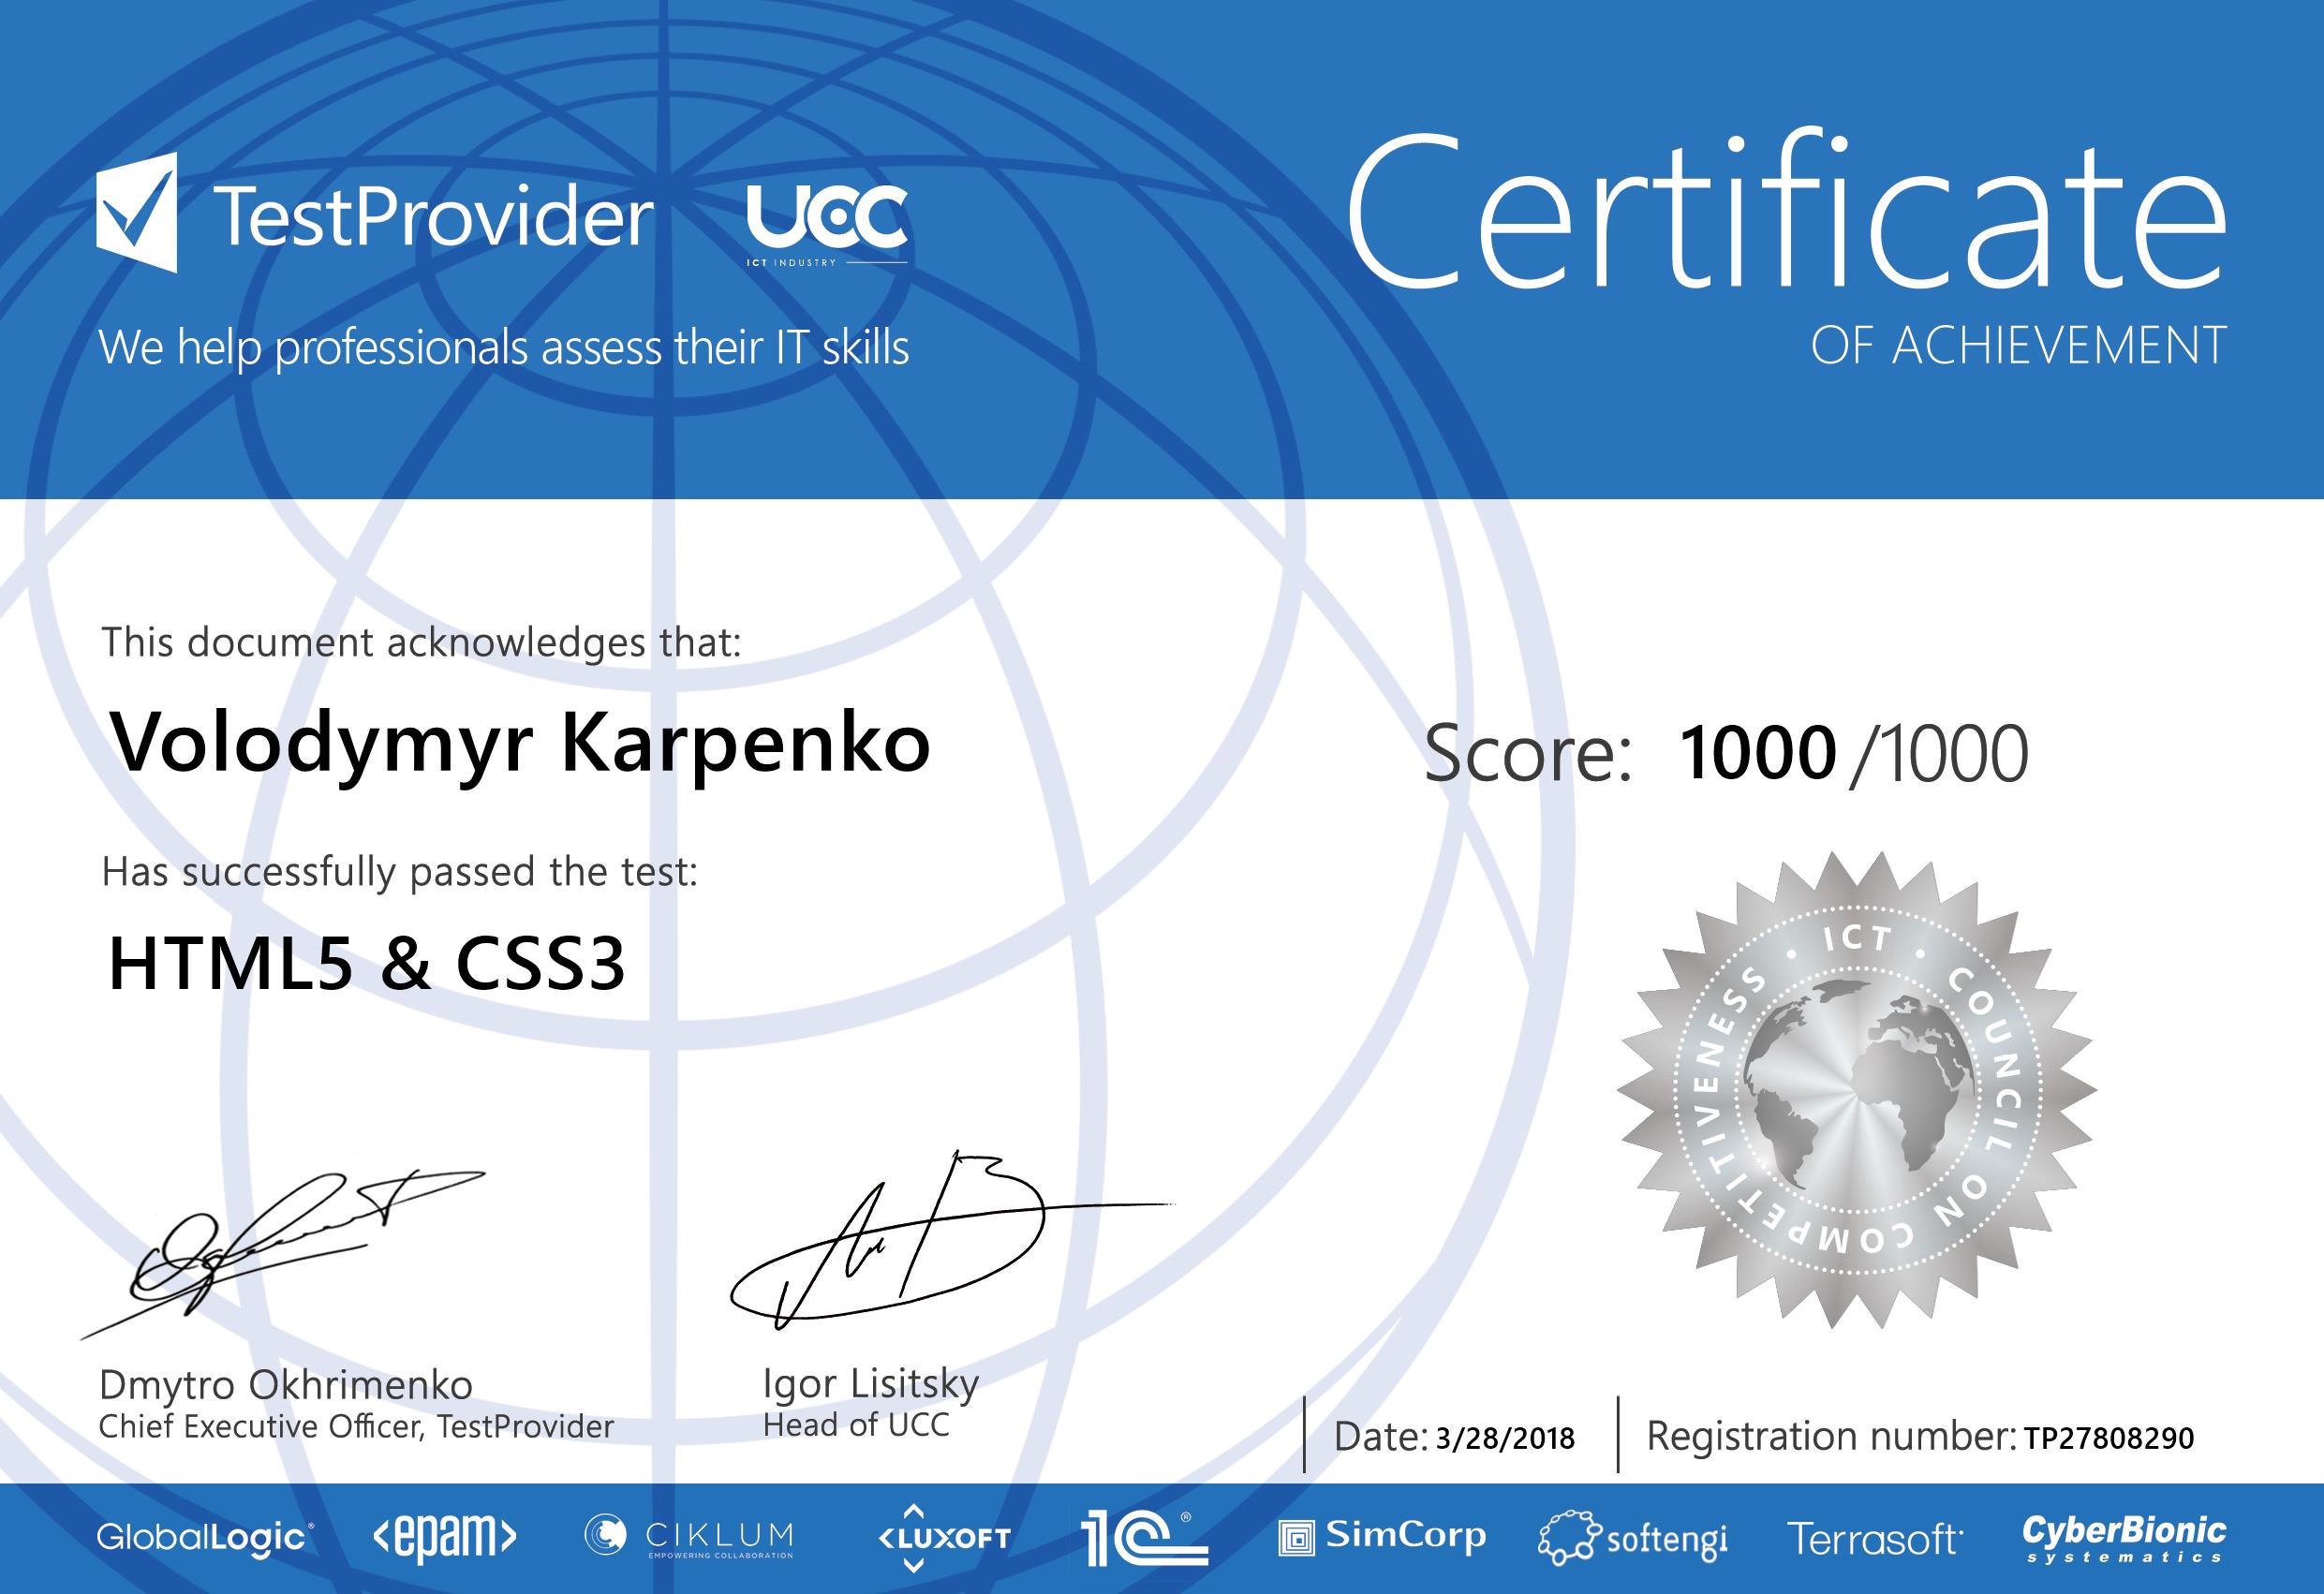 TestProvider
UCC
ICT INDUSTRY
We help professionals assess their IT skills
Certificate
OF ACHIEVEMENT
This document acknowledges that:
Volodymyr Karpenko
Score: 1000 /1000
Has successfully passed the test:
HTML5 & CSS3
• ICT • COUNCIL ON COMPETITIVENESS
Dmytro Okhrimenko
Chief Executive Officer, TestProvider
Igor Lisitsky
Head of UCC
Date: 3/28/2018
Registration number: TP27808290
GlobalLogic®
<epam>
CIKLUM
EMPOWERING COLLABORATION
<LUXOFT
1C®
SimCorp
softengi
Terrasoft
CyberBionic
systematics